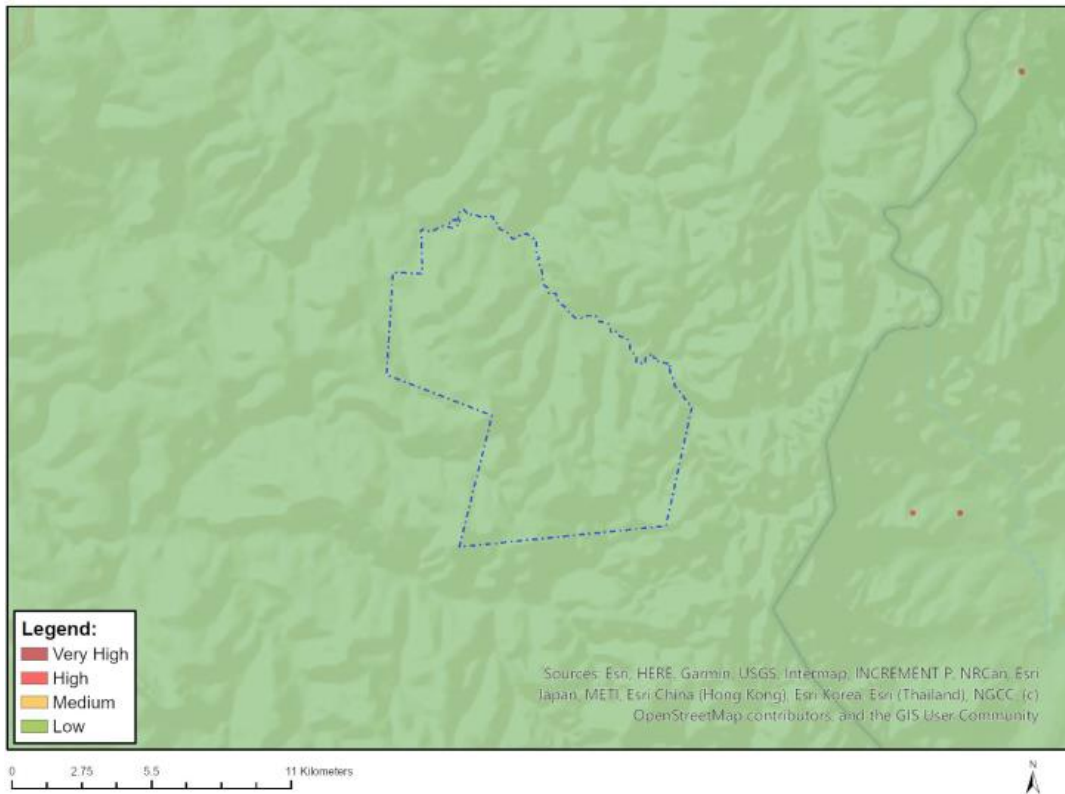 Legend:
Very High
High
Medium
Low
Sources: Esri, HERE, Garmin, USGS, Intermap, INCREMENT P, NRCan, Esri
Japan, METI, Esri China (Hong Kong), Esri Korea, Esri (Thailand), NGCC, (c)
OpenStreetMap contributors, and the GIS User Community
0 2.75 5.5 11 Kilometers
N